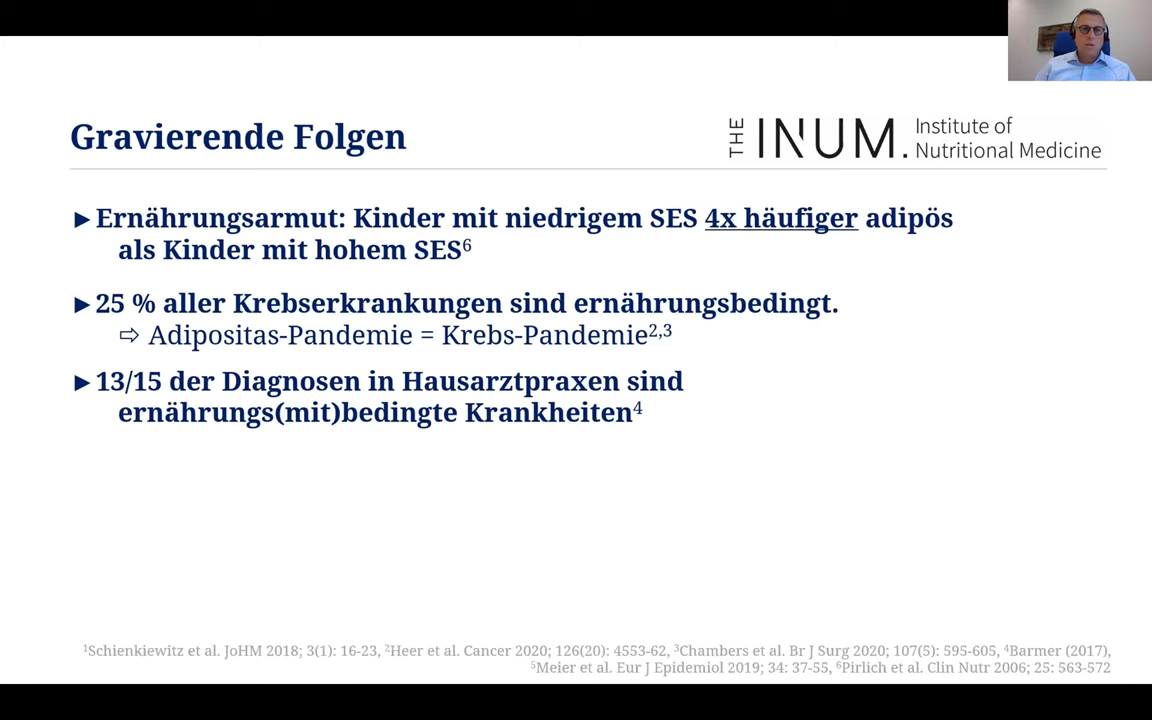 Gravierende Folgen
THE INUM. Institute of
Nutritional Medicine
►Ernährungsarmut: Kinder mit niedrigem SES 4x häufiger adipös
als Kinder mit hohem SES⁶
►25 % aller Krebserkrankungen sind ernährungsbedingt.
⇨ Adipositas-Pandemie = Krebs-Pandemie²,³
►13/15 der Diagnosen in Hausarztpraxen sind
ernährungs(mit)bedingte Krankheiten⁴
¹Schienkiewitz et al. JoHM 2018; 3(1): 16-23, ²Heer et al. Cancer 2020; 126(20): 4553-62, ³Chambers et al. Br J Surg 2020; 107(5): 595-605, ⁴Barmer (2017),
⁵Meier et al. Eur J Epidemiol 2019; 34: 37-55, ⁶Pirlich et al. Clin Nutr 2006; 25: 563-572